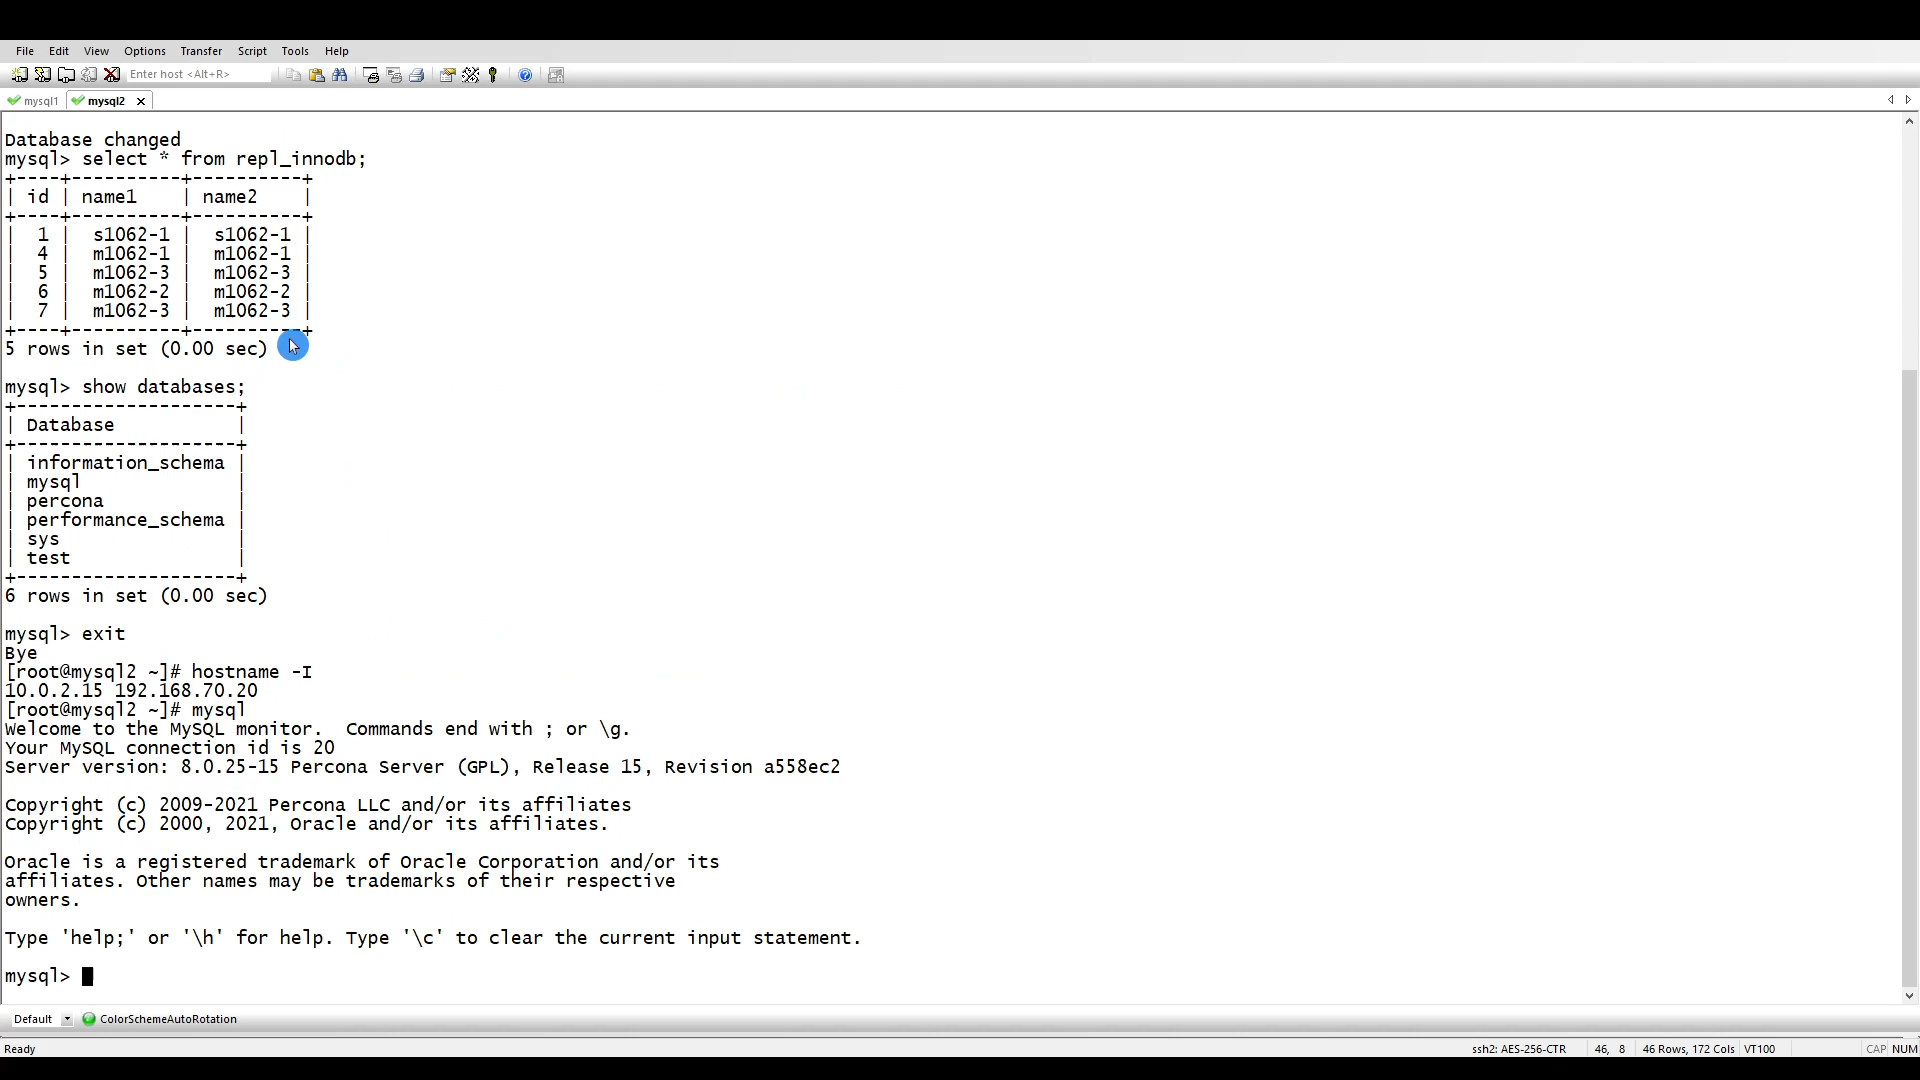 File Edit View Options Transfer Script Tools Help
Enter host <Alt+R>
mysql1 mysql2
Database changed
mysql> select * from repl_innodb;
+----+----------+----------+
| id | name1    | name2    |
+----+----------+----------+
|  1 |  s1062-1 |  s1062-1 |
|  4 |  m1062-1 |  m1062-1 |
|  5 |  m1062-3 |  m1062-3 |
|  6 |  m1062-2 |  m1062-2 |
|  7 |  m1062-3 |  m1062-3 |
+----+----------+----------+
5 rows in set (0.00 sec)
mysql> show databases;
+--------------------+
| Database           |
+--------------------+
| information_schema |
| mysql              |
| percona            |
| performance_schema |
| sys                |
| test               |
+--------------------+
6 rows in set (0.00 sec)
mysql> exit
Bye
[root@mysql2 ~]# hostname -I
10.0.2.15 192.168.70.20
[root@mysql2 ~]# mysql
Welcome to the MySQL monitor.  Commands end with ; or \g.
Your MySQL connection id is 20
Server version: 8.0.25-15 Percona Server (GPL), Release 15, Revision a558ec2
Copyright (c) 2009-2021 Percona LLC and/or its affiliates
Copyright (c) 2000, 2021, Oracle and/or its affiliates.
Oracle is a registered trademark of Oracle Corporation and/or its
affiliates. Other names may be trademarks of their respective
owners.
Type 'help;' or '\h' for help. Type '\c' to clear the current input statement.
mysql>
Default ColorSchemeAutoRotation
Ready ssh2: AES-256-CTR 46, 8 46 Rows, 172 Cols VT100 CAP NUM